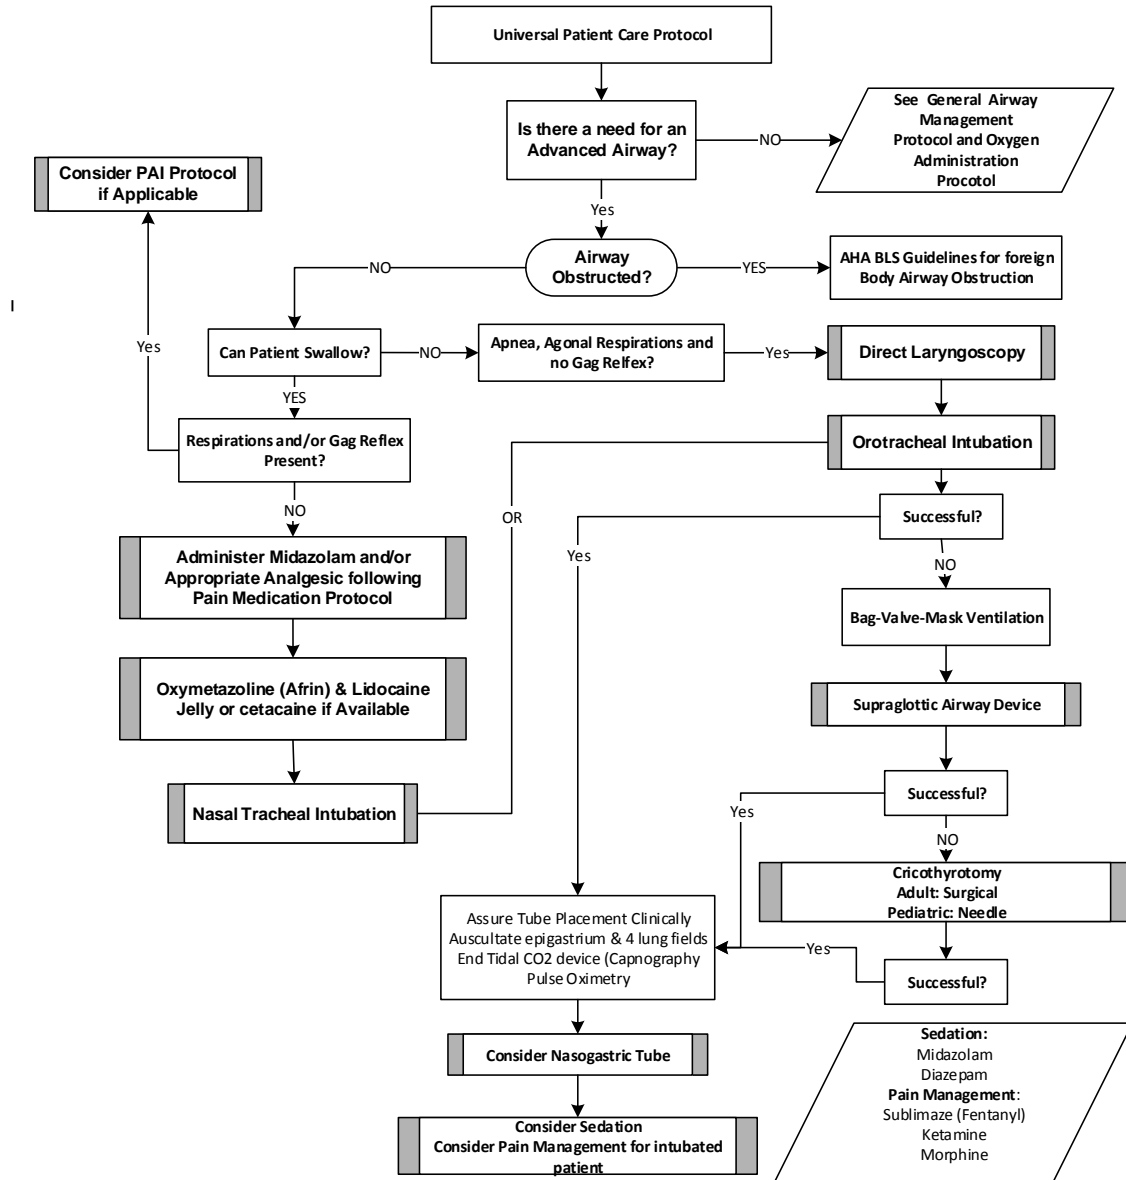 Universal Patient Care Protocol
Is there a need for an
Advanced Airway?
NO
See General Airway
Management
Protocol and Oxygen
Administration
Procotol
Consider PAI Protocol
if Applicable
Yes
Airway
Obstructed?
NO
YES
AHA BLS Guidelines for foreign
Body Airway Obstruction
I
Yes
Can Patient Swallow?
NO
Apnea, Agonal Respirations and
no Gag Relfex?
Yes
Direct Laryngoscopy
YES
Respirations and/or Gag Reflex
Present?
Orotracheal Intubation
NO
OR
Successful?
Yes
NO
Administer Midazolam and/or
Appropriate Analgesic following
Pain Medication Protocol
Bag-Valve-Mask Ventilation
Oxymetazoline (Afrin) & Lidocaine
Jelly or cetacaine if Available
Supraglottic Airway Device
Nasal Tracheal Intubation
Successful?
Yes
NO
Cricothyrotomy
Adult: Surgical
Pediatric: Needle
Assure Tube Placement Clinically
Auscultate epigastrium & 4 lung fields
End Tidal CO2 device (Capnography
Pulse Oximetry
Yes
Successful?
Consider Nasogastric Tube
Consider Sedation
Consider Pain Management for intubated
patient
Sedation:
Midazolam
Diazepam
Pain Management:
Sublimaze (Fentanyl)
Ketamine
Morphine